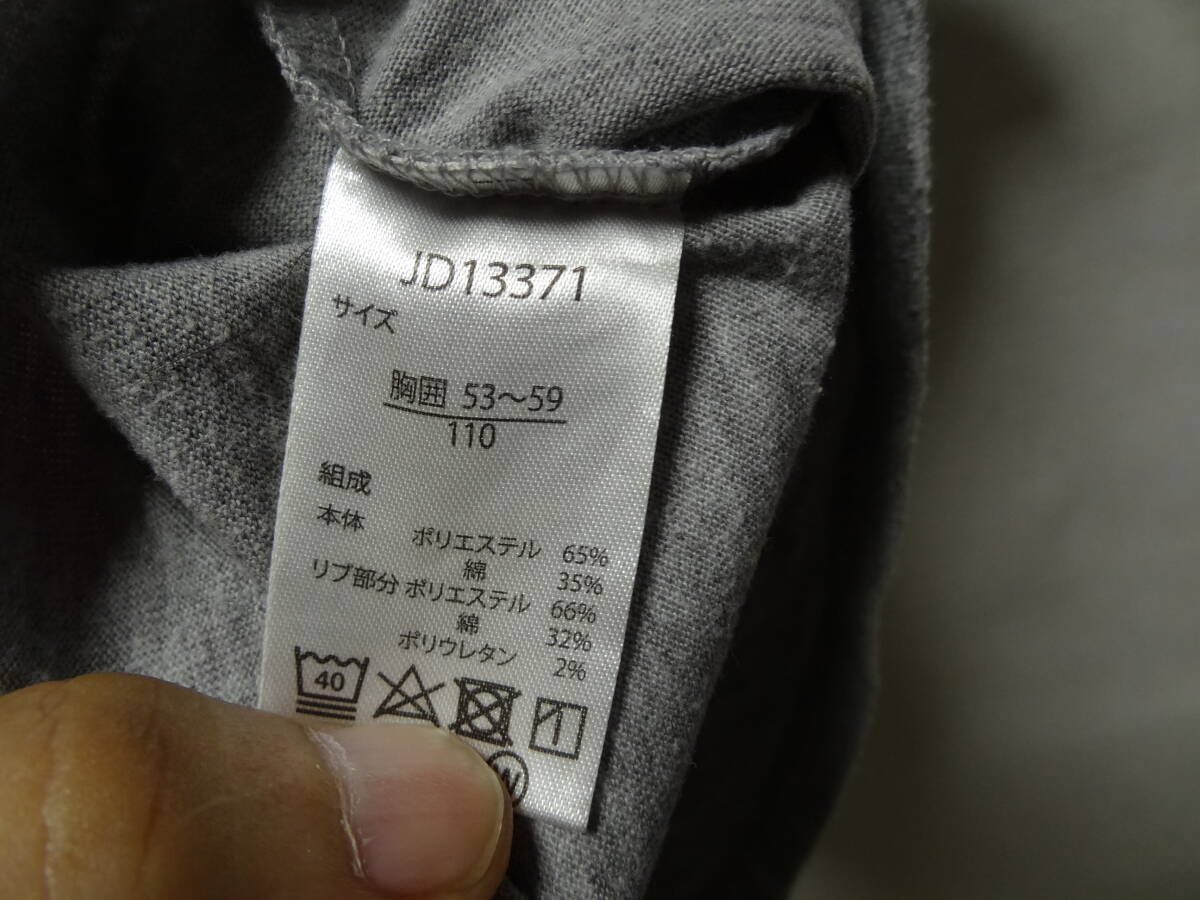 JD13371
サイズ
胸囲 53～59
110
組成
本体
ポリエステル 65%
綿 35%
リブ部分 ポリエステル 66%
綿 32%
ポリウレタン 2%
40
W